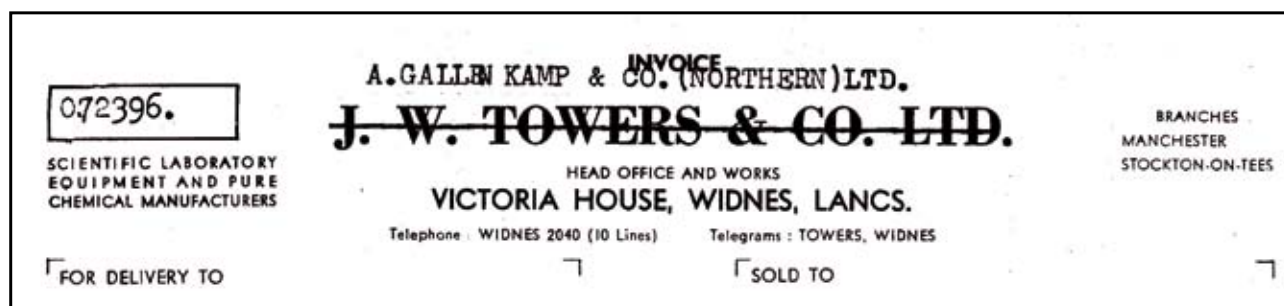 INVOICE
A.GALLEN KAMP & CO.(NORTHERN)LTD.
072396.
J. W. TOWERS & CO. LTD.
SCIENTIFIC LABORATORY
EQUIPMENT AND PURE
CHEMICAL MANUFACTURERS
HEAD OFFICE AND WORKS
VICTORIA HOUSE, WIDNES, LANCS.
Telephone : WIDNES 2040 (10 Lines) Telegrams : TOWERS, WIDNES
BRANCHES
MANCHESTER
STOCKTON-ON-TEES
FOR DELIVERY TO
SOLD TO